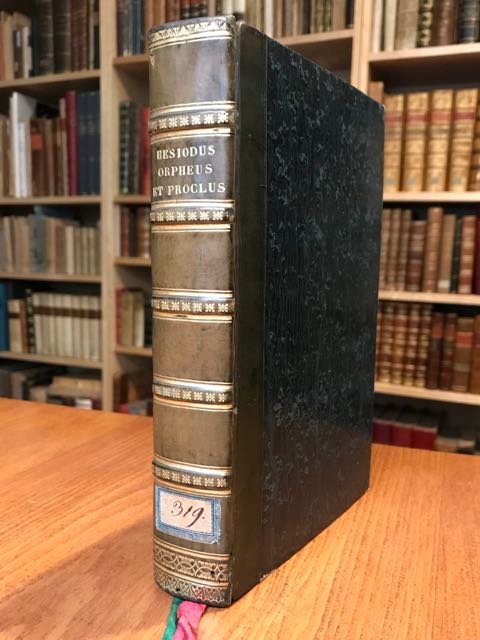 HESIODUS
ORPHEUS
ET PROCLUS
319.